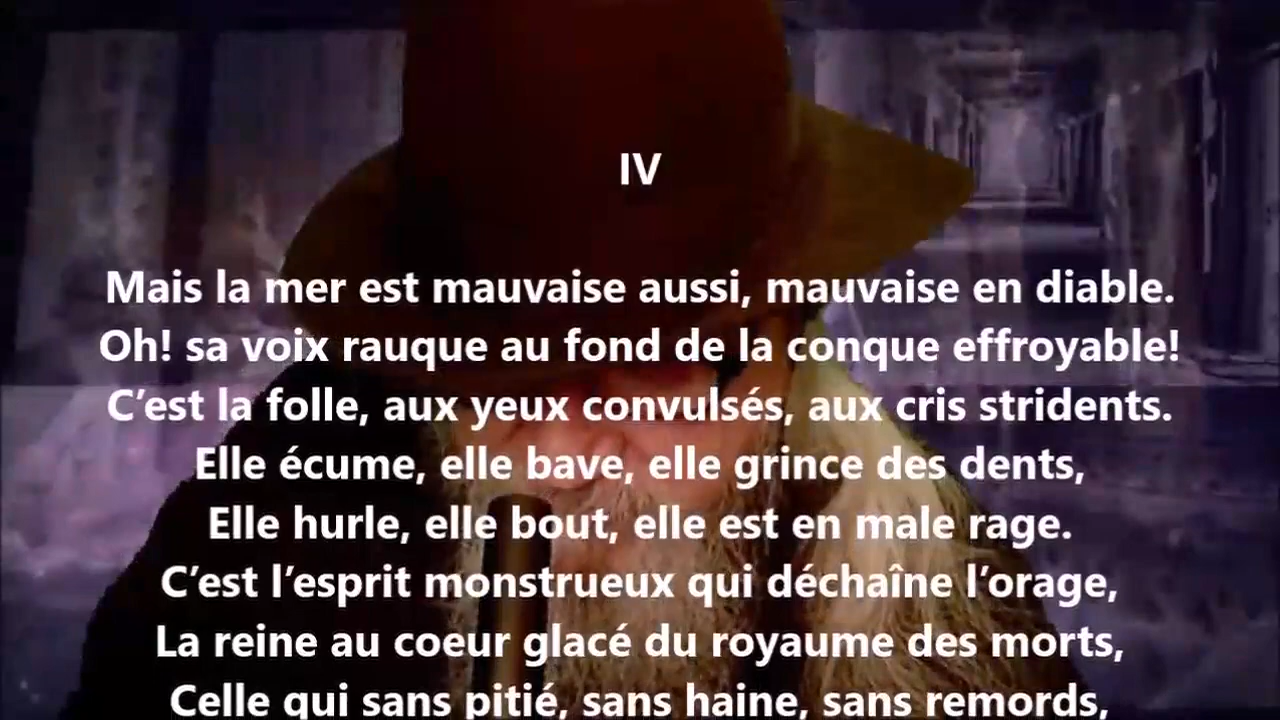 IV
Mais la mer est mauvaise aussi, mauvaise en diable.
Oh! sa voix rauque au fond de la conque effroyable!
C’est la folle, aux yeux convulsés, aux cris stridents.
Elle écume, elle bave, elle grince des dents,
Elle hurle, elle bout, elle est en male rage.
C’est l’esprit monstrueux qui déchaîne l’orage,
La reine au coeur glacé du royaume des morts,
Celle qui sans pitié, sans haine, sans remords,